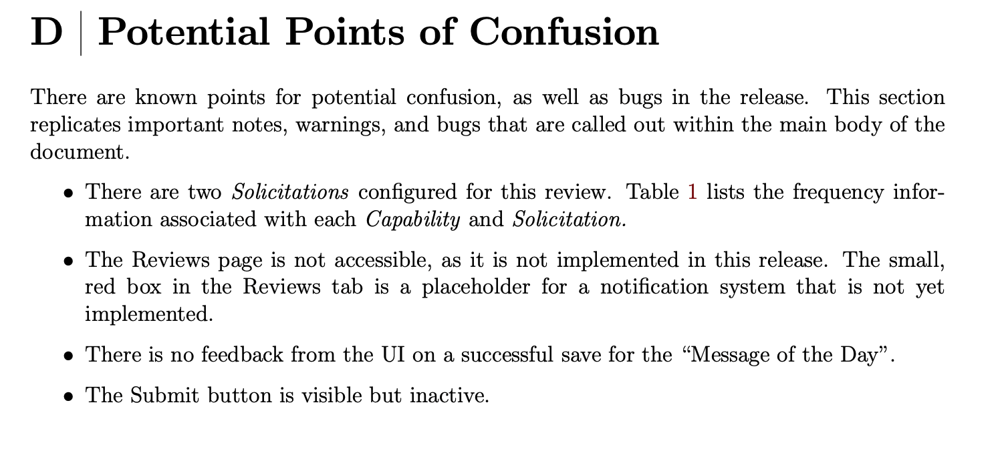 D | Potential Points of Confusion
There are known points for potential confusion, as well as bugs in the release. This section
replicates important notes, warnings, and bugs that are called out within the main body of the
document.
• There are two Solicitations configured for this review. Table 1 lists the frequency infor-
mation associated with each Capability and Solicitation.
• The Reviews page is not accessible, as it is not implemented in this release. The small,
red box in the Reviews tab is a placeholder for a notification system that is not yet
implemented.
• There is no feedback from the UI on a successful save for the “Message of the Day”.
• The Submit button is visible but inactive.